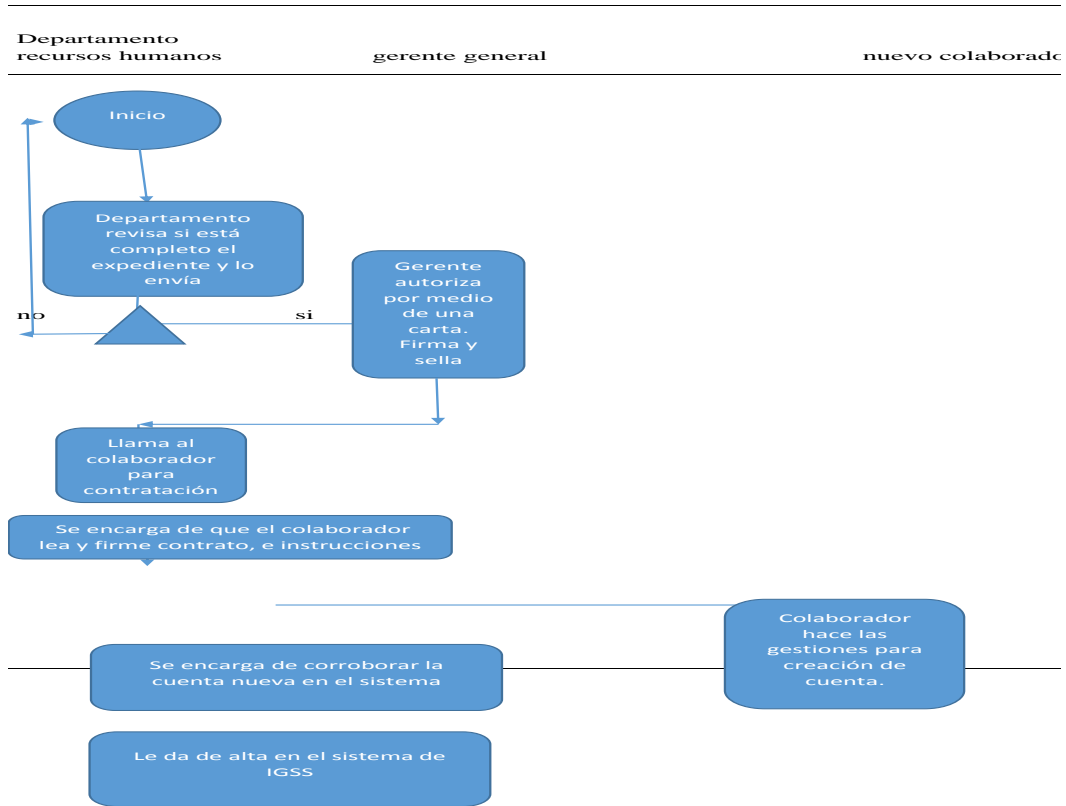 Departamento
recursos humanos
gerente general
nuevo colaborado
Inicio
Departamento
revisa si está
completo el
expediente y lo
envía
no
si
Gerente
autoriza
por medio
de una
carta.
Firma y
sella
Llama al
colaborador
para
contratación
Se encarga de que el colaborador
lea y firme contrato, e instrucciones
Colaborador
hace las
gestiones para
creación de
cuenta.
Se encarga de corroborar la
cuenta nueva en el sistema
Le da de alta en el sistema de
IGSS